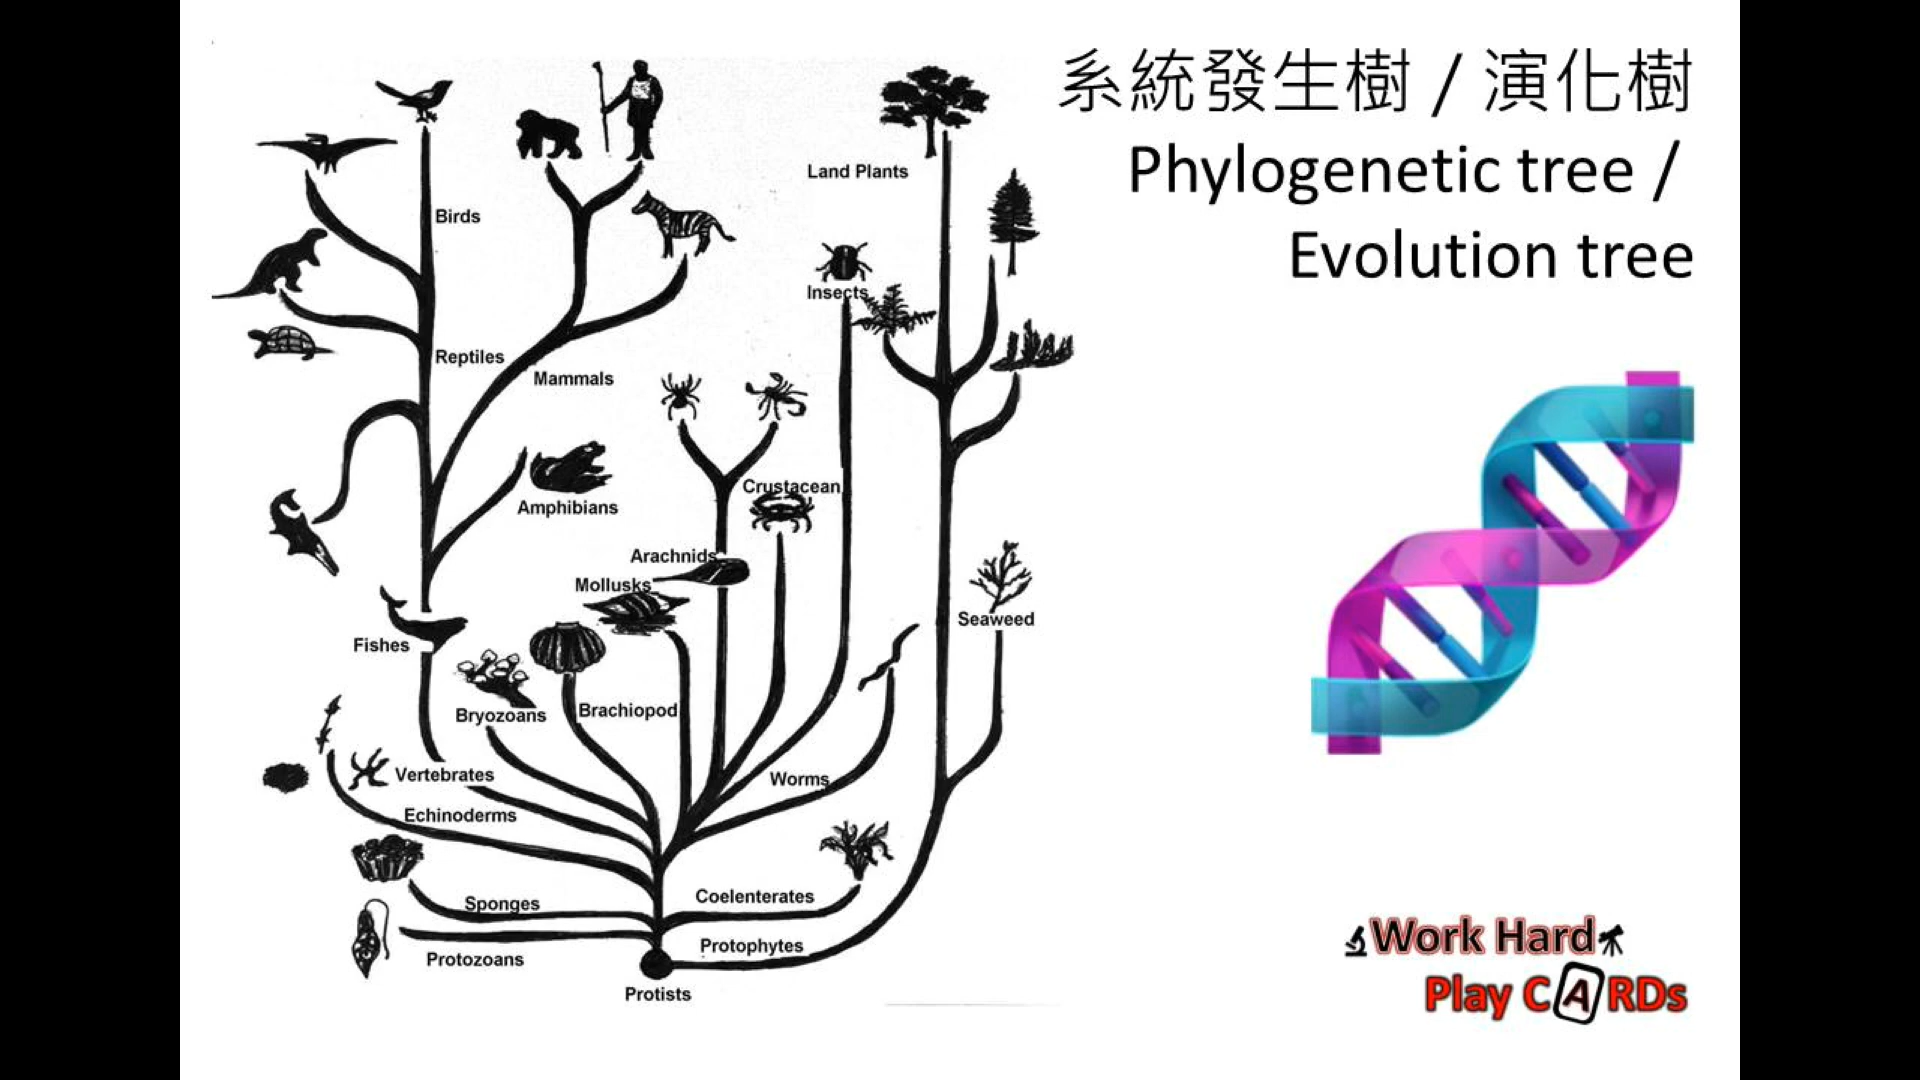 系統發生樹 / 演化樹
Phylogenetic tree /
Evolution tree
Land Plants
Birds
Insects
Reptiles
Mammals
Crustacean
Amphibians
Arachnids
Mollusks
Seaweed
Fishes
Brachiopod
Bryozoans
Vertebrates
Worms
Echinoderms
Coelenterates
Sponges
Protophytes
Protozoans
Protists
Work Hard
Play CARDs